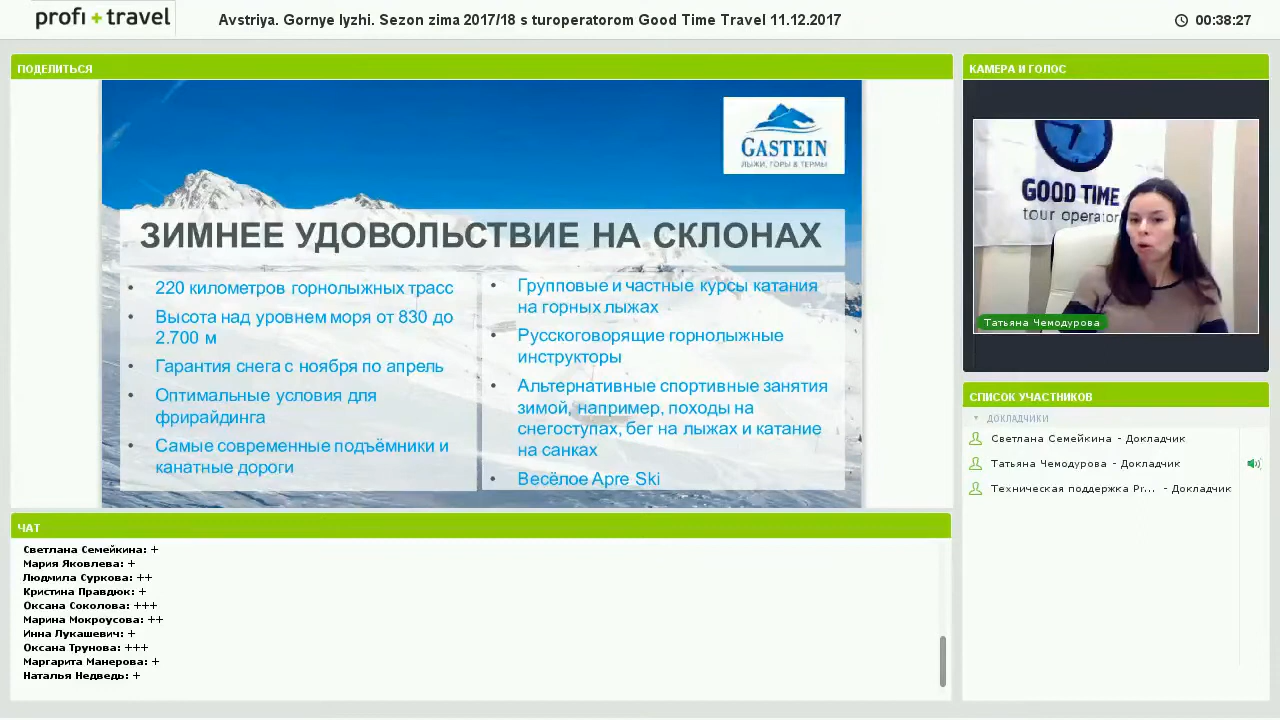 profi + travel
Avstriya. Gornye lyzhi. Sezon zima 2017/18 s turoperatorom Good Time Travel 11.12.2017
00:38:27
ПОДЕЛИТЬСЯ
GASTEIN
ЛЫЖИ, ГОРЫ & ТЕРМЫ
ЗИМНЕЕ УДОВОЛЬСТВИЕ НА СКЛОНАХ
• 220 километров горнолыжных трасс
• Высота над уровнем моря от 830 до
2.700 м
• Гарантия снега с ноября по апрель
• Оптимальные условия для
фрирайдинга
• Самые современные подъёмники и
канатные дороги
• Групповые и частные курсы катания
на горных лыжах
• Русскоговорящие горнолыжные
инструкторы
• Альтернативные спортивные занятия
зимой, например, походы на
снегоступах, бег на лыжах и катание
на санках
• Весёлое Apre Ski
КАМЕРА И ГОЛОС
GOOD TIME
tour operator
Татьяна Чемодурова
СПИСОК УЧАСТНИКОВ
ДОКЛАДЧИКИ
Светлана Семейкина - Докладчик
Татьяна Чемодурова - Докладчик
Техническая поддержка Pr... - Докладчик
ЧАТ
Светлана Семейкина: +
Мария Яковлева: +
Людмила Суркова: ++
Кристина Правдюк: +
Оксана Соколова: +++
Марина Мокроусова: ++
Инна Лукашевич: +
Оксана Трунова: +++
Маргарита Манерова: +
Наталья Недведь: +